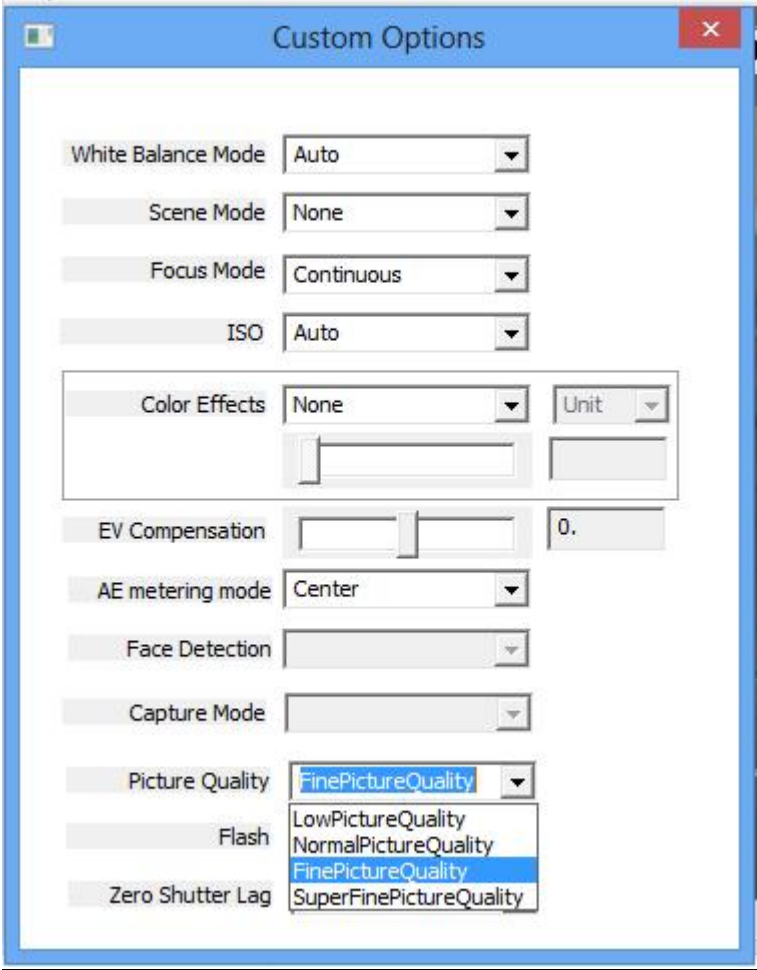 Custom Options
White Balance Mode Auto
Scene Mode None
Focus Mode Continuous
ISO Auto
Color Effects None Unit
EV Compensation 0.
AE metering mode Center
Face Detection
Capture Mode
Picture Quality FinePictureQuality
LowPictureQuality
Flash
NormalPictureQuality
FinePictureQuality
Zero Shutter Lag SuperFinePictureQuality